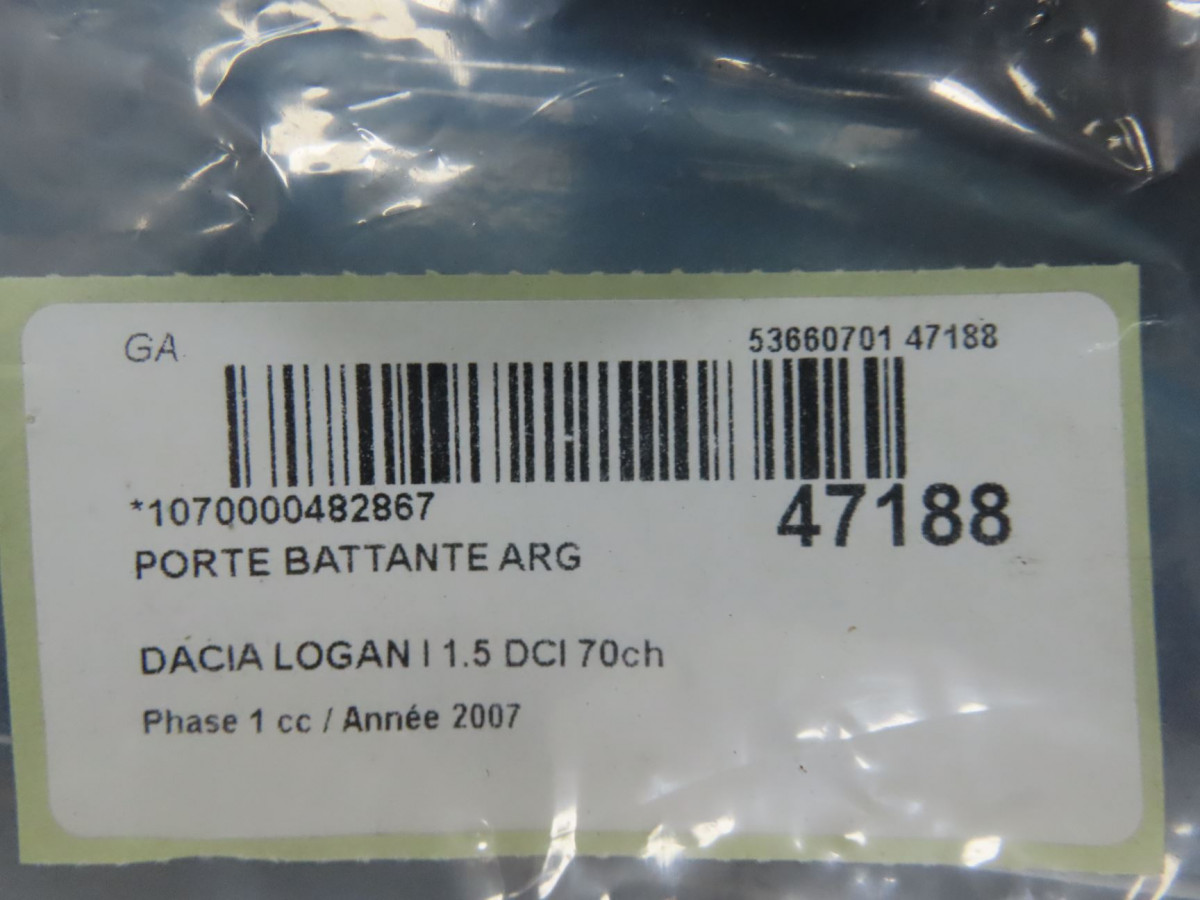 GA 53660701 47188
*1070000482867
47188
PORTE BATTANTE ARG
DACIA LOGAN I 1.5 DCI 70ch
Phase 1 cc / Année 2007